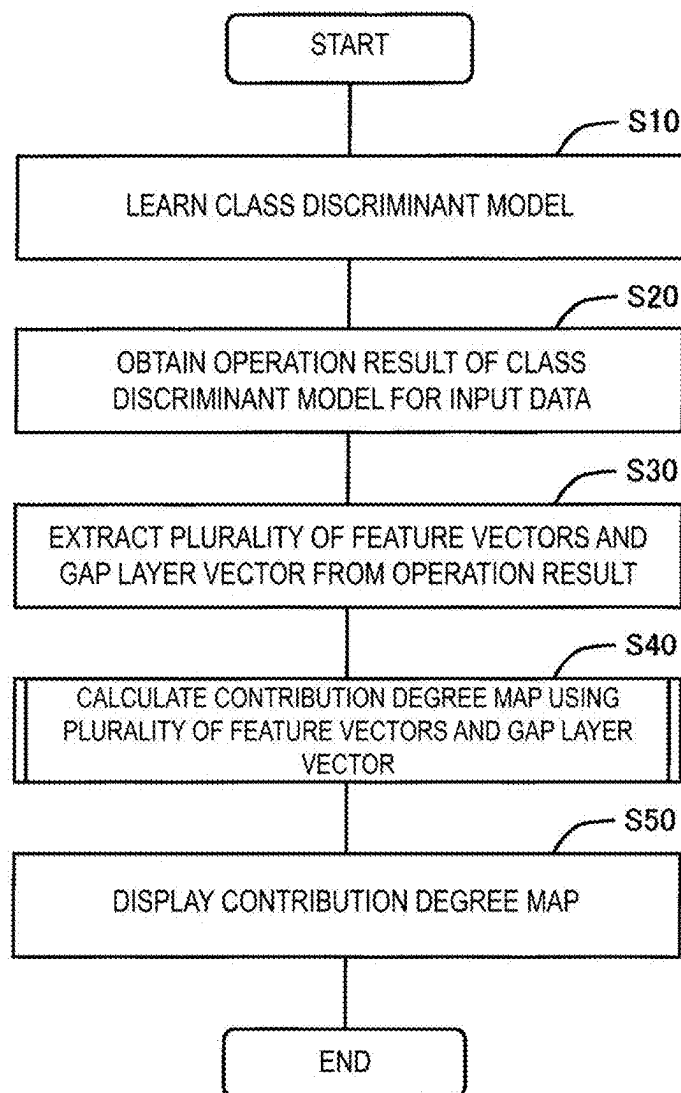 START
S10
LEARN CLASS DISCRIMINANT MODEL
S20
OBTAIN OPERATION RESULT OF CLASS
DISCRIMINANT MODEL FOR INPUT DATA
S30
EXTRACT PLURALITY OF FEATURE VECTORS AND
GAP LAYER VECTOR FROM OPERATION RESULT
S40
CALCULATE CONTRIBUTION DEGREE MAP USING
PLURALITY OF FEATURE VECTORS AND GAP LAYER
VECTOR
S50
DISPLAY CONTRIBUTION DEGREE MAP
END